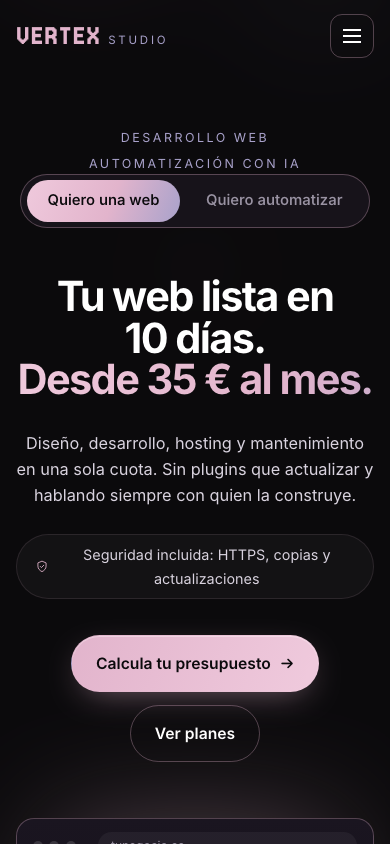 VERTEX STUDIO
DESARROLLO WEB
AUTOMATIZACIÓN CON IA
Quiero una web Quiero automatizar
Tu web lista en
10 días.
Desde 35 € al mes.
Diseño, desarrollo, hosting y mantenimiento
en una sola cuota. Sin plugins que actualizar y
hablando siempre con quien la construye.
Seguridad incluida: HTTPS, copias y
actualizaciones
Calcula tu presupuesto →
Ver planes